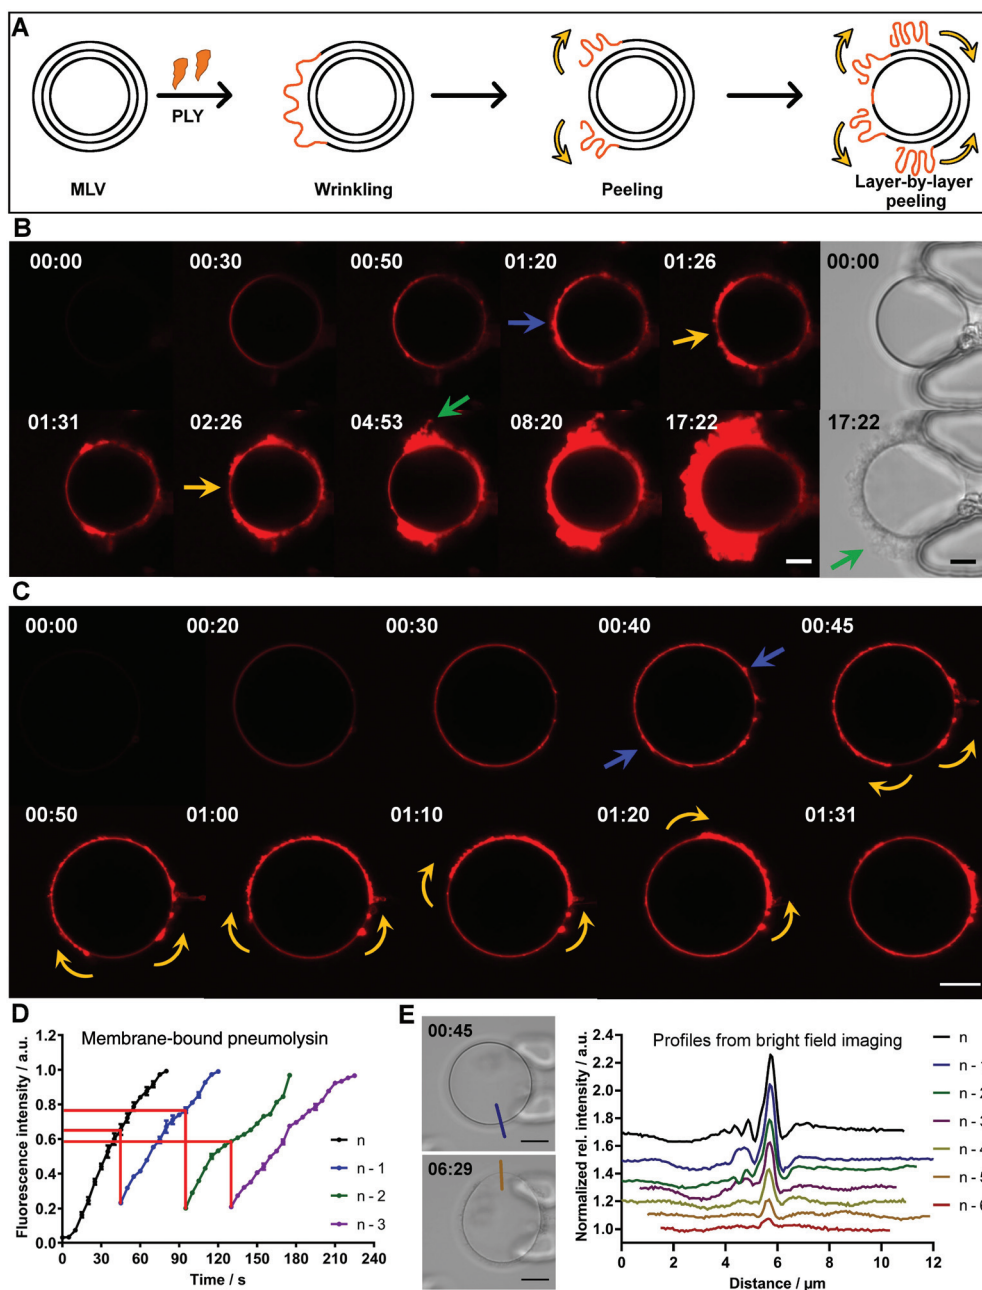 A
PLY
MLV
Wrinkling
Peeling
Layer-by-layer
peeling
B
00:00
00:30
00:50
01:20
01:26
00:00
01:31
02:26
04:53
08:20
17:22
17:22
C
00:00
00:20
00:30
00:40
00:45
00:50
01:00
01:10
01:20
01:31
D
Membrane-bound pneumolysin
Fluorescence intensity / a.u.
1.2
1.0
0.8
0.6
0.4
0.2
0.0
0 30 60 90 120 150 180 210 240
Time / s
n
n - 1
n - 2
n - 3
E
00:45
06:29
Profiles from bright field imaging
Normalized rel. intensity / a.u.
2.4
2.2
1.8
1.6
1.4
1.2
1.0
0 2 4 6 8 10 12
Distance / μm
n
n - 1
n - 2
n - 3
n - 4
n - 5
n - 6